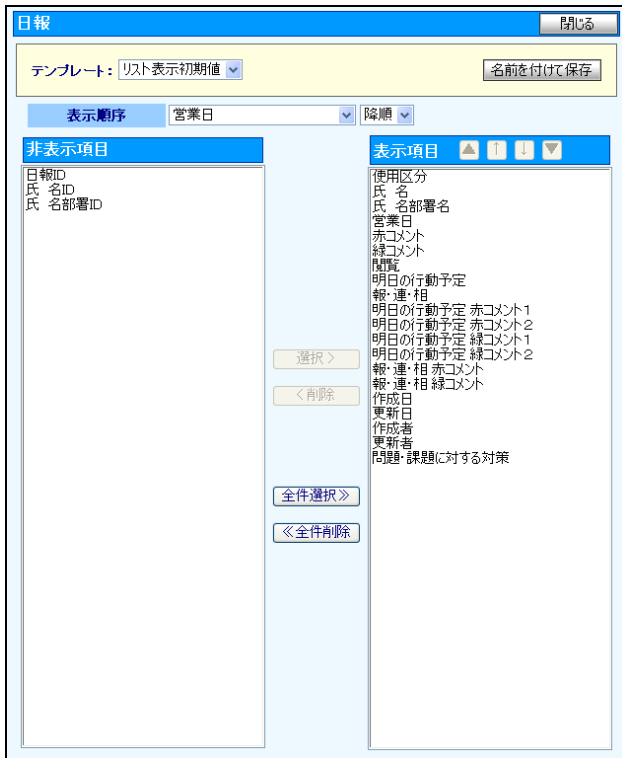 日報 閉じる
テンプレート： リスト表示初期値 名前を付けて保存
表示順序 営業日 降順
非表示項目
日報ID
氏 名ID
氏 名部署ID
選択 >
< 削除
全件選択≫
≪全件削除
表示項目 ▲ ↑ ↓ ▼
使用区分
氏 名
氏 名部署名
営業日
赤コメント
緑コメント
閲覧
明日の行動予定
報・連・相
明日の行動予定 赤コメント1
明日の行動予定 赤コメント2
明日の行動予定 緑コメント1
明日の行動予定 緑コメント2
報・連・相 赤コメント
報・連・相 緑コメント
作成日
更新日
作成者
更新者
問題・課題に対する対策